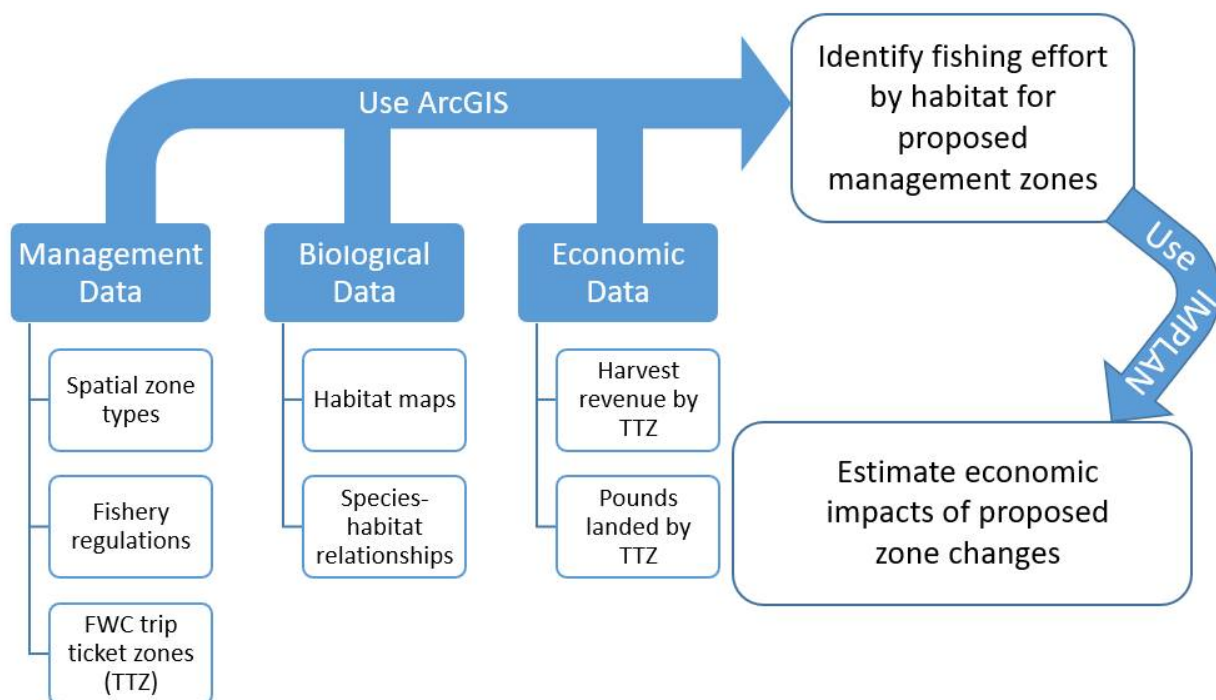 Use ArcGIS
Identify fishing effort
by habitat for
proposed
management zones
Use
IMPLAN
Management
Data
Spatial zone
types
Fishery
regulations
FWC trip
ticket zones
(TTZ)
Biological
Data
Habitat maps
Species-
habitat
relationships
Economic
Data
Harvest
revenue by
TTZ
Pounds
landed by
TTZ
Estimate economic
impacts of proposed
zone changes